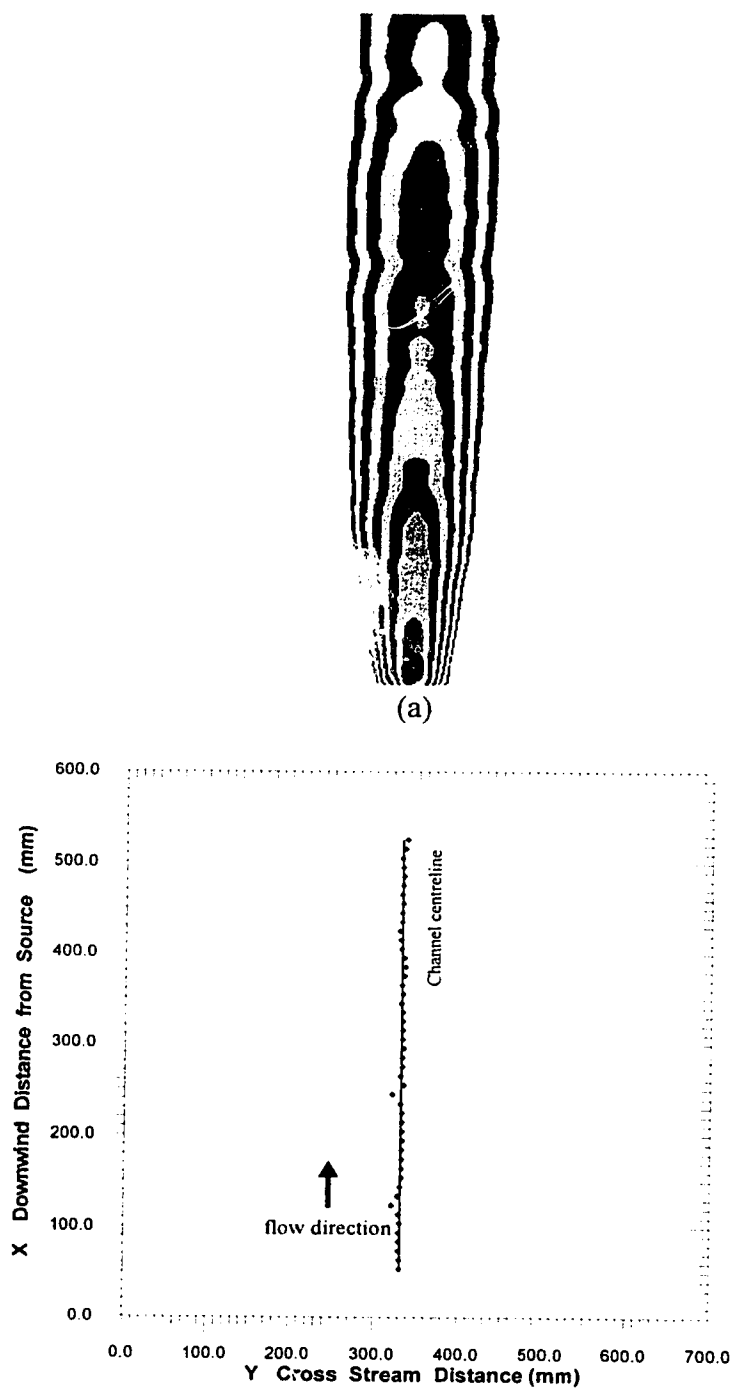 (a)
600.0
500.0
400.0
300.0
200.0
100.0
0.0
X Downwind Distance from Source (mm)
Channel centreline
flow direction
0.0 100.0 200.0 300.0 400.0 500.0 600.0 700.0
Y Cross Stream Distance (mm)